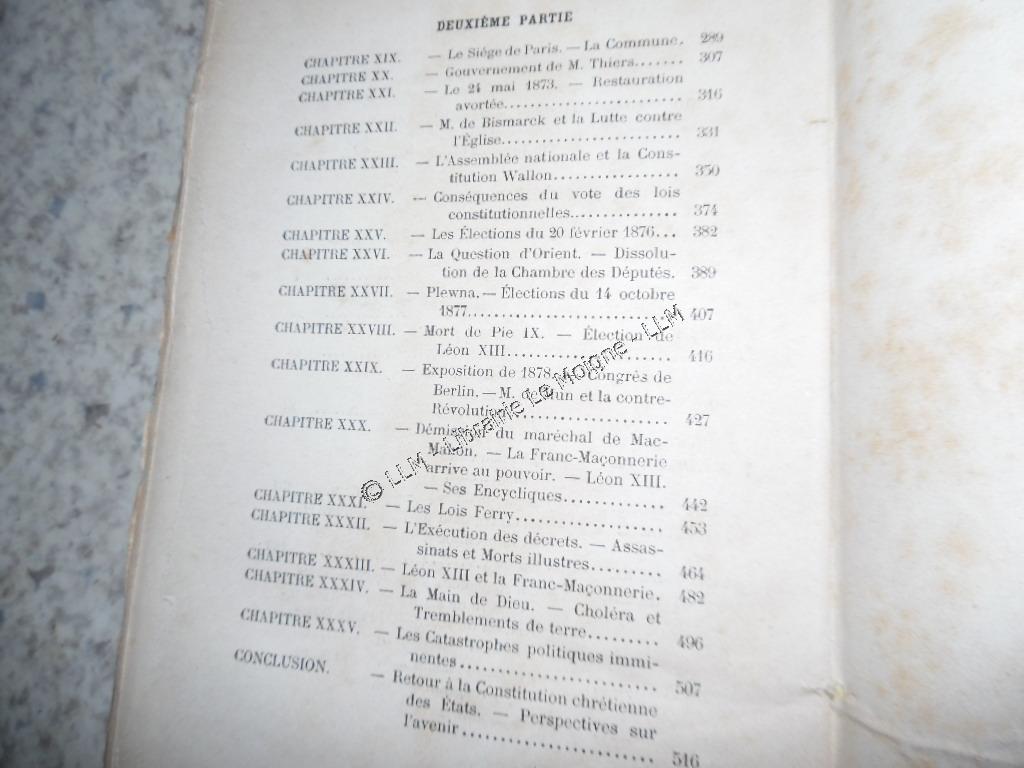 DEUXIÈME PARTIE
CHAPITRE XIX. — Le Siége de Paris. — La Commune. 289
CHAPITRE XX. — Gouvernement de M. Thiers....... 307
CHAPITRE XXI. — Le 24 mai 1873. — Restauration
avortée........................ 316
CHAPITRE XXII. — M. de Bismarck et la Lutte contre
l'Église..................... 331
CHAPITRE XXIII. — L'Assemblée nationale et la Cons-
titution Wallon................. 350
CHAPITRE XXIV. — Conséquences du vote des lois
constitutionnelles............... 374
CHAPITRE XXV. — Les Élections du 20 février 1876... 382
CHAPITRE XXVI. — La Question d'Orient. — Dissolu-
tion de la Chambre des Députés. 389
CHAPITRE XXVII. — Plewna. — Élections du 14 octobre
1877........................... 407
CHAPITRE XXVIII. — Mort de Pie IX. — Élection de
Léon XIII...................... 416
CHAPITRE XXIX. — Exposition de 1878. — Congrès de
Berlin. — M. de Mun et la contre-
Révolution..................... 427
CHAPITRE XXX. — Démission du maréchal de Mac-
Mahon. — La Franc-Maçonnerie
arrive au pouvoir. — Léon XIII.
— Ses Encycliques............ 442
CHAPITRE XXXI. — Les Lois Ferry.................. 453
CHAPITRE XXXII. — L'Exécution des décrets. — Assas-
sinats et Morts illustres......... 464
CHAPITRE XXXIII. — Léon XIII et la Franc-Maçonnerie. 482
CHAPITRE XXXIV. — La Main de Dieu. — Choléra et
Tremblements de terre......... 496
CHAPITRE XXXV. — Les Catastrophes politiques immi-
nentes........................ 507
CONCLUSION. — Retour à la Constitution chrétienne
des États. — Perspectives sur
l'avenir........................ 516
© LLM - Librairie Le Moigne - LLM